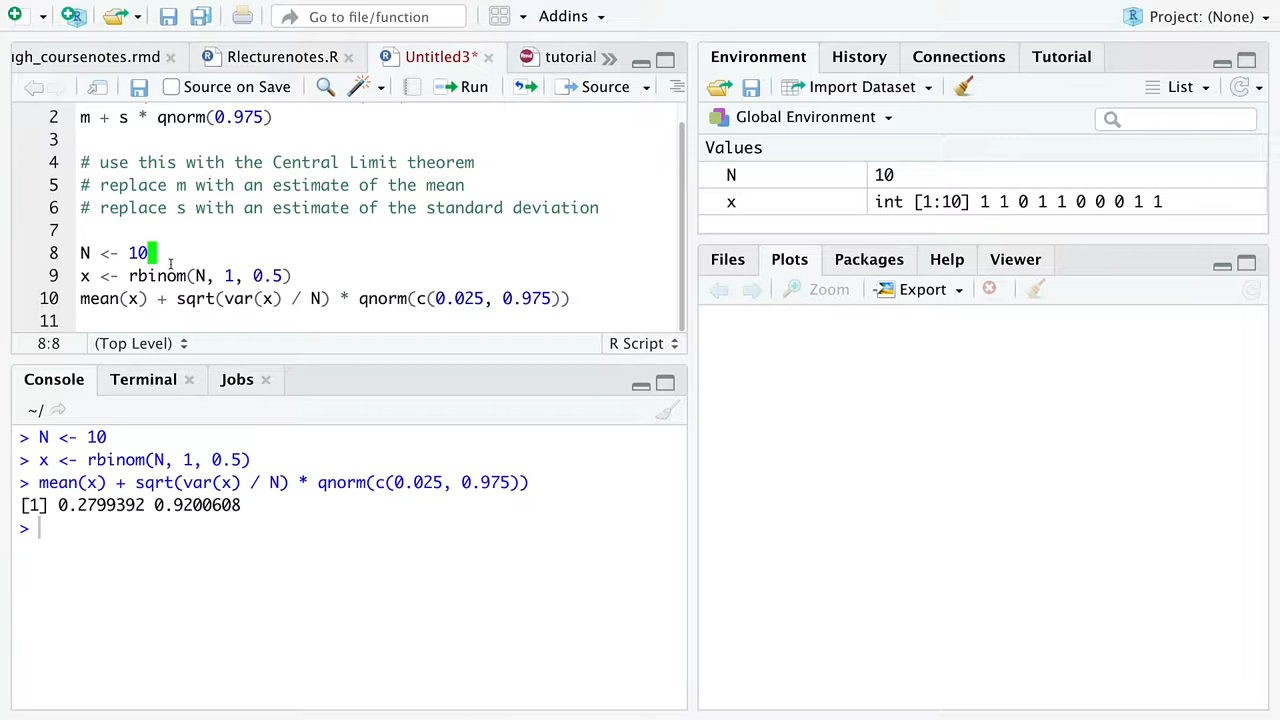 Go to file/function
Addins
Project: (None)
ugh_coursenotes.rmd
Rlecturenotes.R
Untitled3*
tutorial
Source on Save
Run
Source
2 m + s * qnorm(0.975)
3
4 # use this with the Central Limit theorem
5 # replace m with an estimate of the mean
6 # replace s with an estimate of the standard deviation
7
8 N <- 10
9 x <- rbinom(N, 1, 0.5)
10 mean(x) + sqrt(var(x) / N) * qnorm(c(0.025, 0.975))
11
8:8 (Top Level) R Script
Console Terminal Jobs
~/
> N <- 10
> x <- rbinom(N, 1, 0.5)
> mean(x) + sqrt(var(x) / N) * qnorm(c(0.025, 0.975))
[1] 0.2799392 0.9200608
>
Environment History Connections Tutorial
Import Dataset List
Global Environment
Values
N 10
x int [1:10] 1 1 0 1 1 0 0 0 1 1
Files Plots Packages Help Viewer
Zoom Export